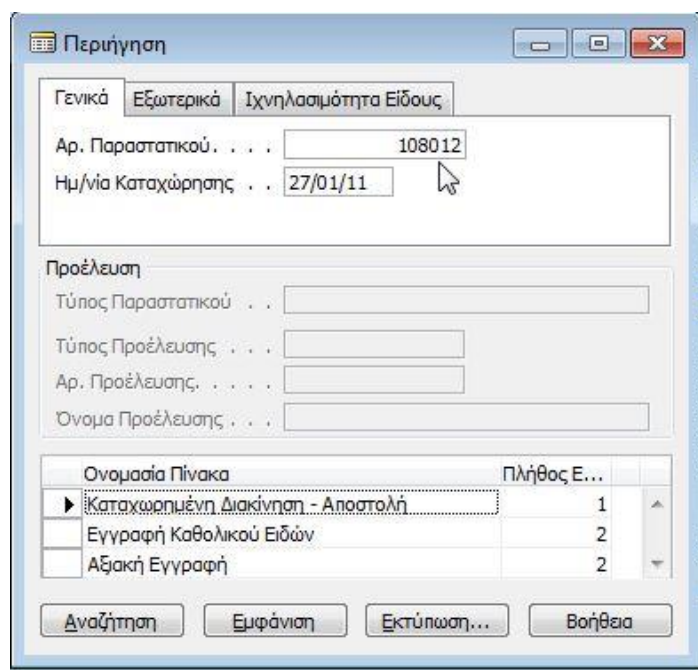 Περιήγηση
Γενικά Εξωτερικά Ιχνηλασιμότητα Είδους
Αρ. Παραστατικού. . . . 108012
Ημ/νία Καταχώρησης . . 27/01/11
Προέλευση
Τύπος Παραστατικού . .
Τύπος Προέλευσης . . .
Αρ. Προέλευσης. . . . .
Όνομα Προέλευσης . . .
Ονομασία Πίνακα Πλήθος Ε...
Καταχωρημένη Διακίνηση - Αποστολή 1
Εγγραφή Καθολικού Ειδών 2
Αξιακή Εγγραφή 2
Αναζήτηση Εμφάνιση Εκτύπωση... Βοήθεια